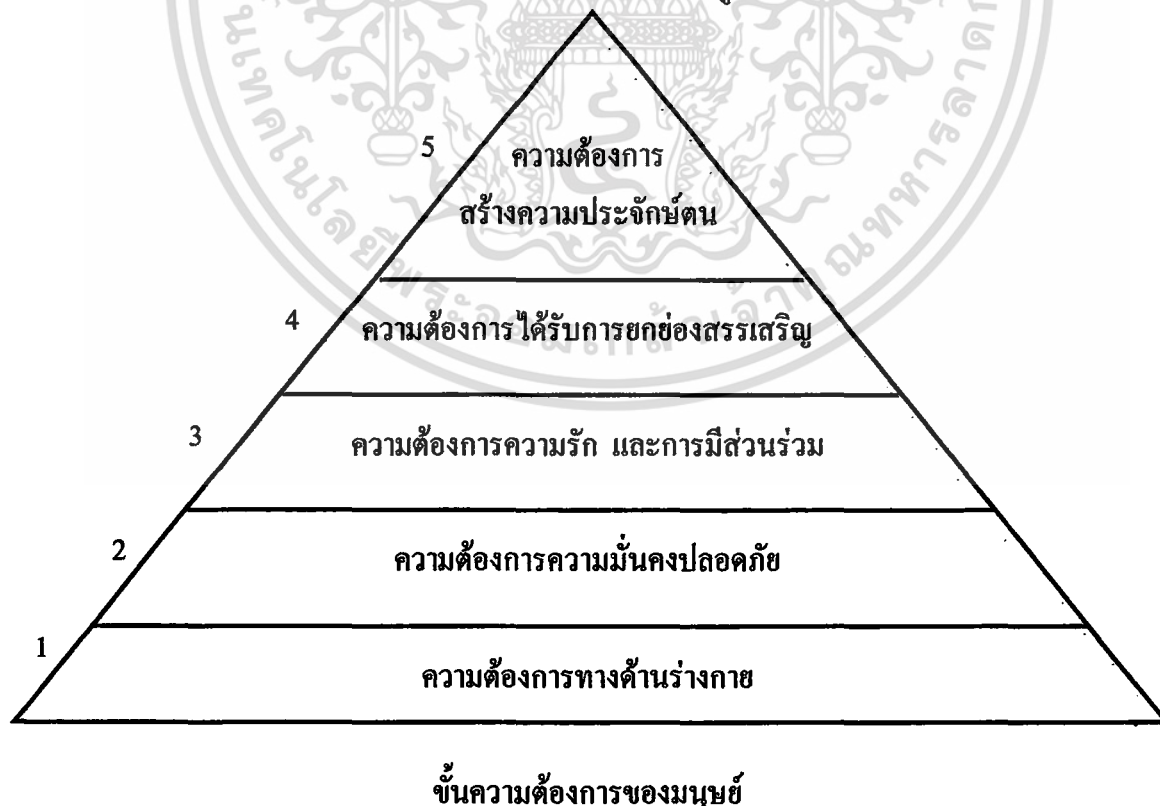 5
ความต้องการ
สร้างความประจักษ์ตน
4
ความต้องการได้รับการยกย่องสรรเสริญ
3
ความต้องการความรัก และการมีส่วนร่วม
2
ความต้องการความมั่นคงปลอดภัย
1
ความต้องการทางด้านร่างกาย
ขั้นความต้องการของมนุษย์